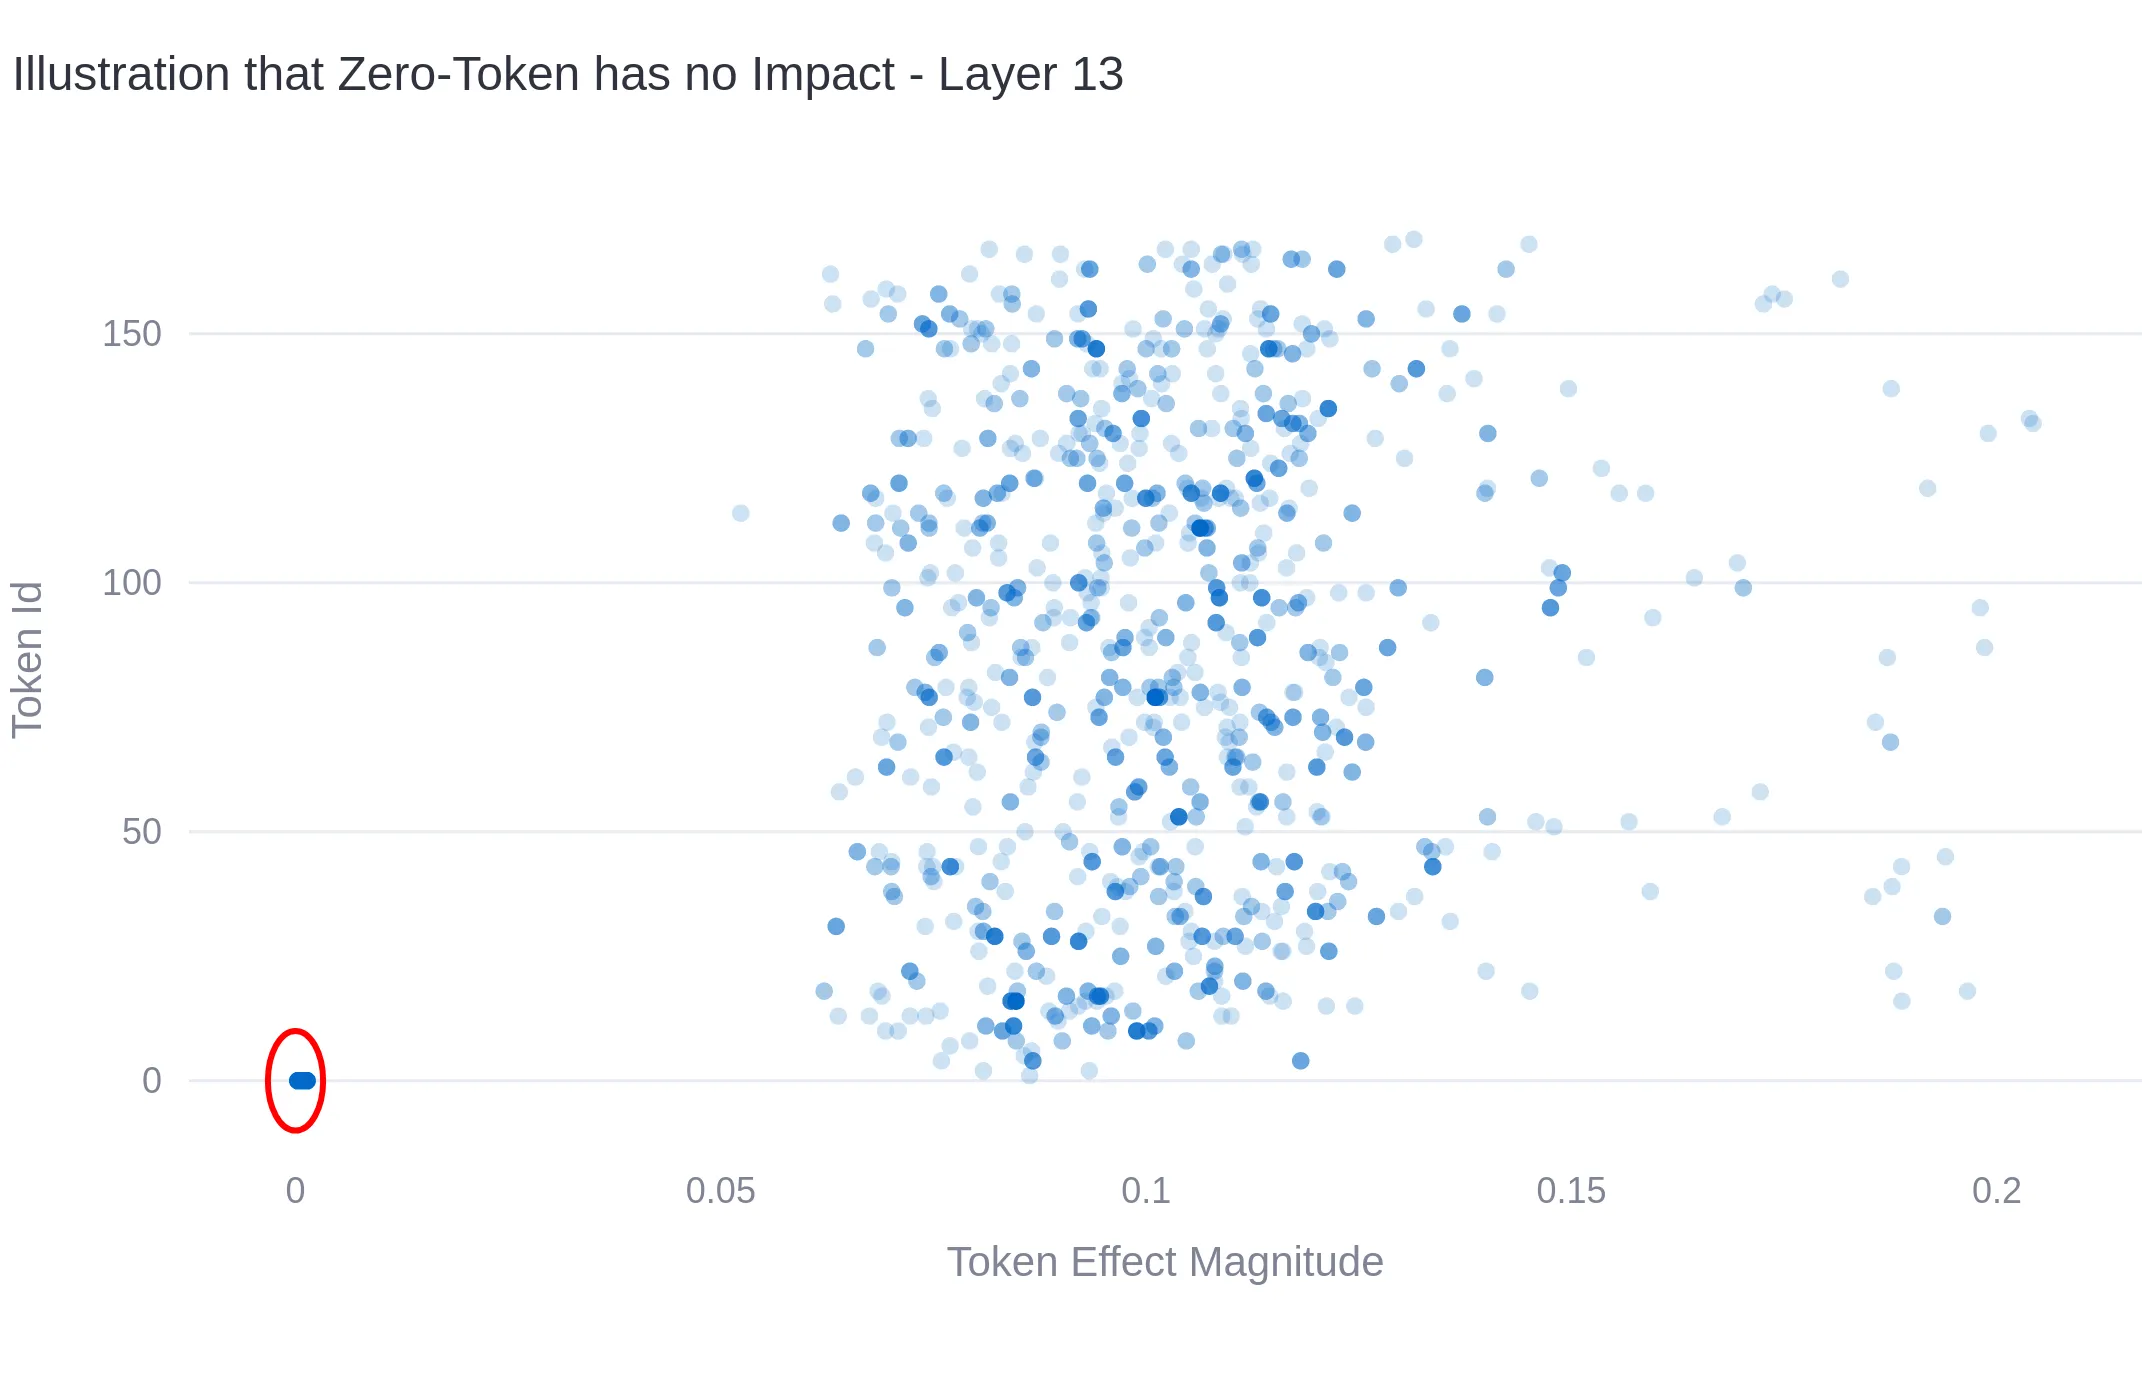 Illustration that Zero-Token has no Impact - Layer 13
150
100
50
0
Token Id
0 0.05 0.1 0.15 0.2
Token Effect Magnitude